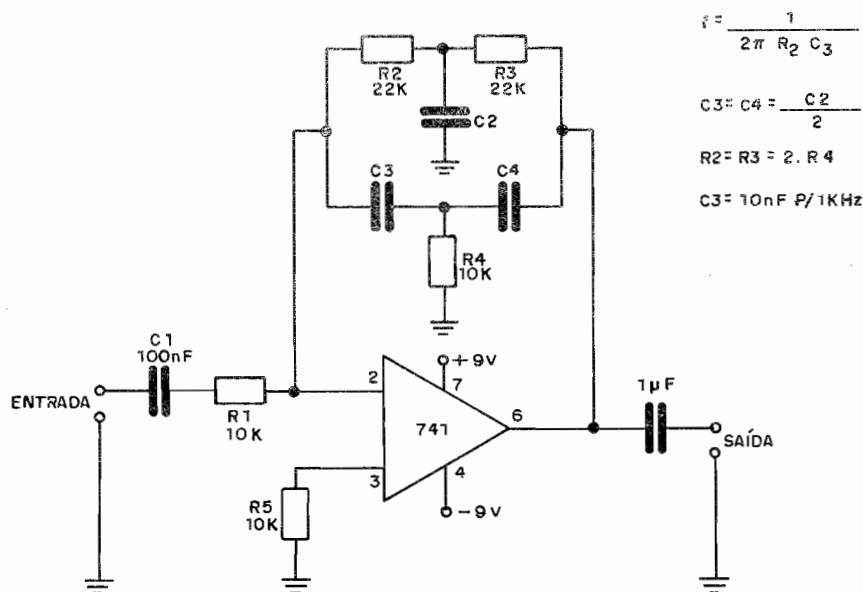 f = 1
2π R2 C3
C3 = C4 = C2
2
R2 = R3 = 2. R4
C3 = 10nF P/1KHz
R2
22K
R3
22K
C2
C3
C4
R4
10K
C1
100nF
+9V
1µF
ENTRADA
R1
10K
2
7
741
6
SAÍDA
3
4
R5
10K
-9V